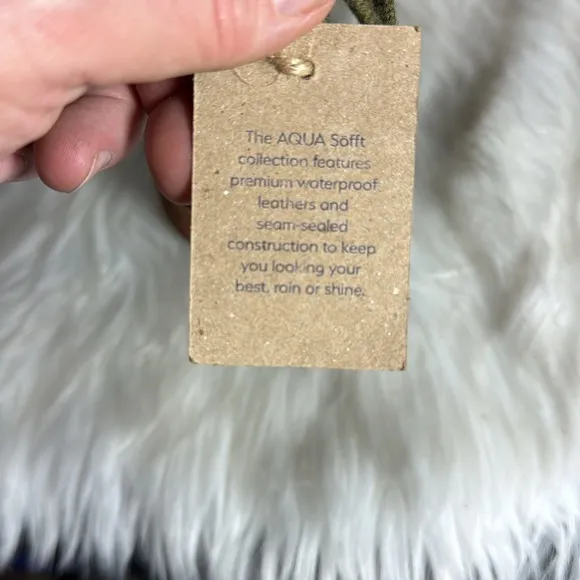 The AQUA Söfft
collection features
premium waterproof
leathers and
seam-sealed
construction to keep
you looking your
best, rain or shine.